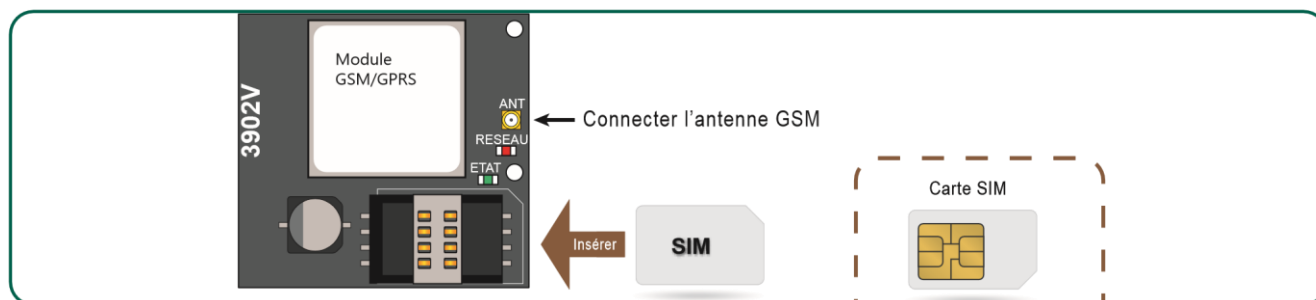 Module
GSM/GPRS
3902V
ANT
Connecter l'antenne GSM
RESEAU
ETAT
Insérer
SIM
Carte SIM